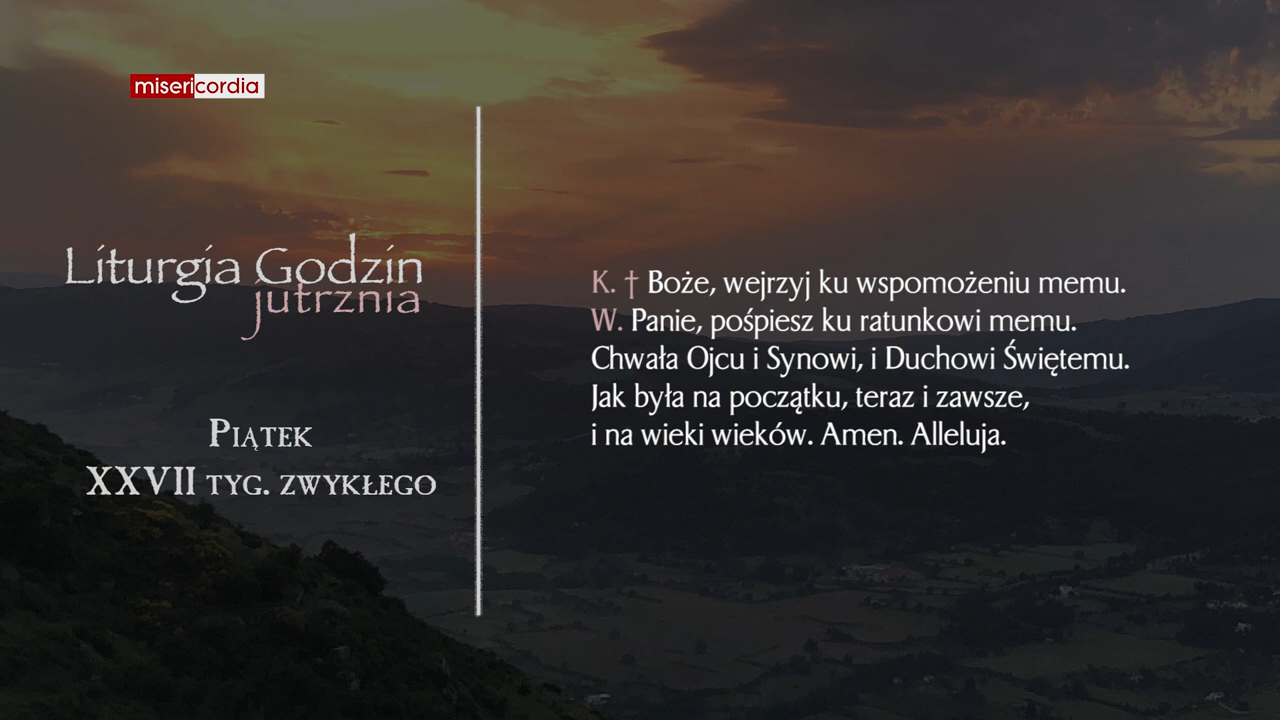 misericordia
Liturgia Godzin
jutrznia
Piątek
XXVII tyg. zwykłego
K. † Boże, wejrzyj ku wspomożeniu memu.
W. Panie, pośpiesz ku ratunkowi memu.
Chwała Ojcu i Synowi, i Duchowi Świętemu.
Jak była na początku, teraz i zawsze,
i na wieki wieków. Amen. Alleluja.